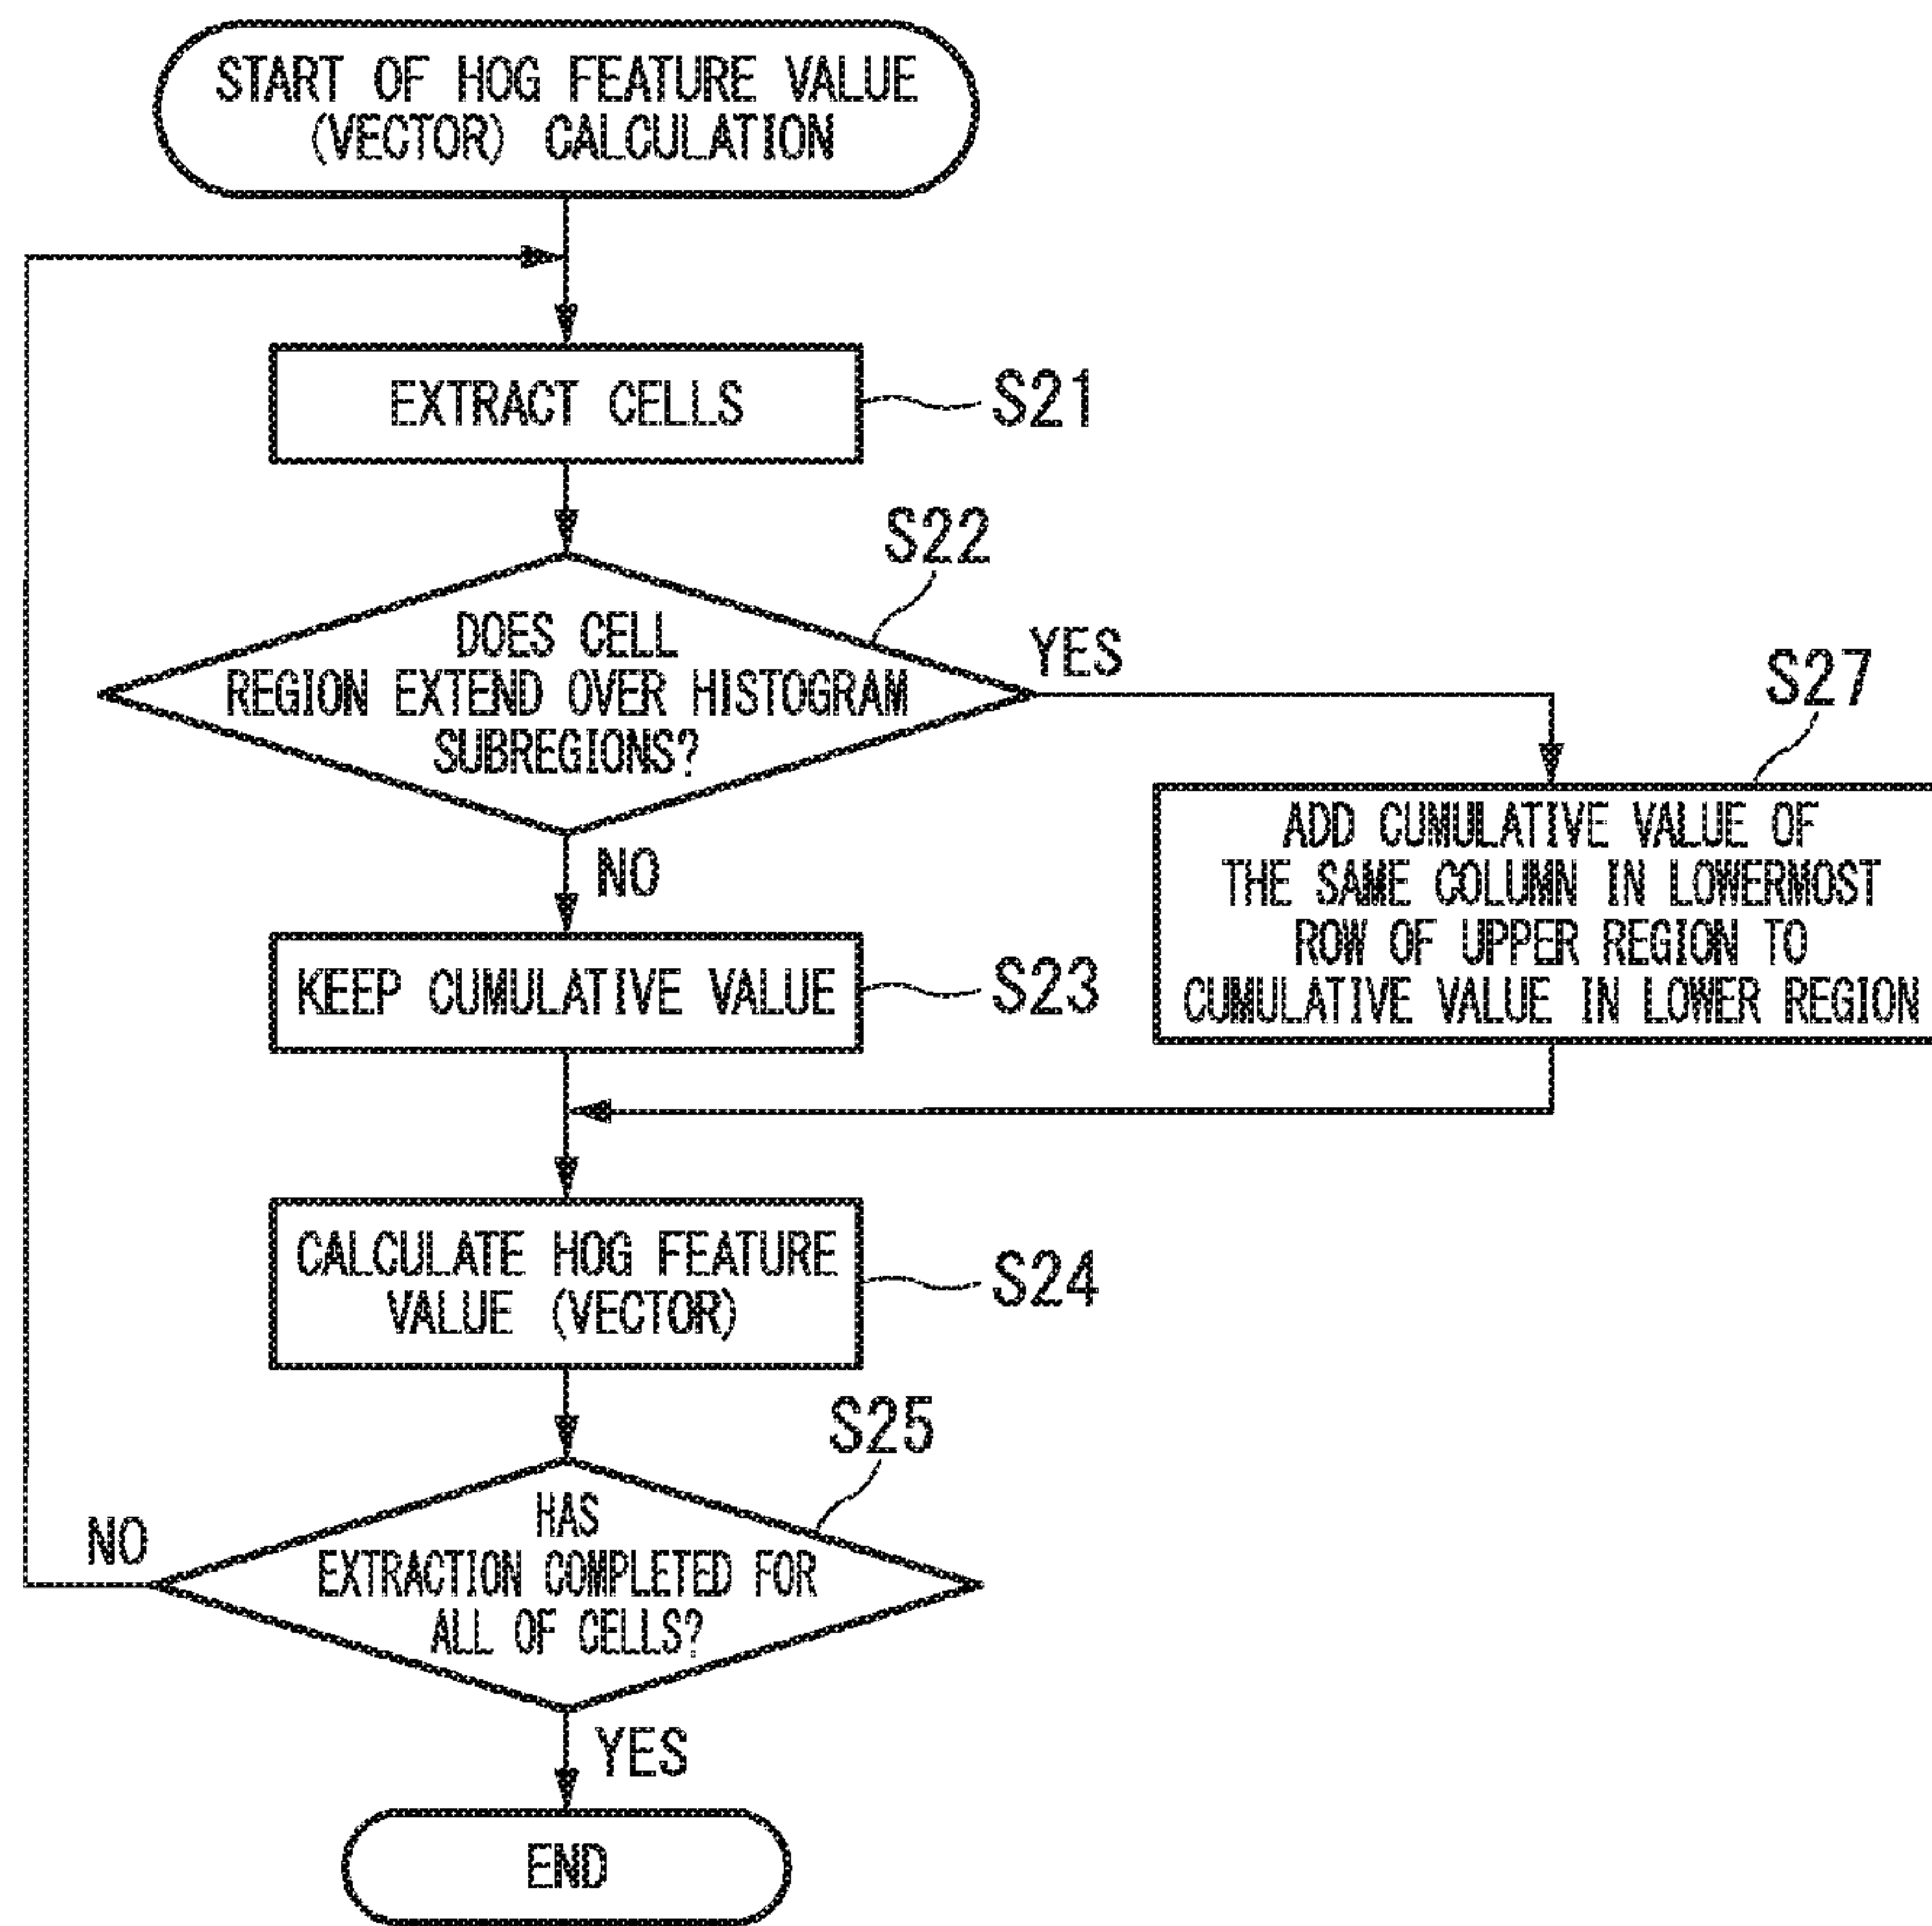 START OF HOG FEATURE VALUE
(VECTOR) CALCULATION
EXTRACT CELLS
S21
S22
DOES CELL
REGION EXTEND OVER HISTOGRAM
SUBREGIONS?
YES
S27
ADD CUMULATIVE VALUE OF
THE SAME COLUMN IN LOWERMOST
ROW OF UPPER REGION TO
CUMULATIVE VALUE IN LOWER REGION
NO
KEEP CUMULATIVE VALUE
S23
CALCULATE HOG FEATURE
VALUE (VECTOR)
S24
S25
HAS
EXTRACTION COMPLETED FOR
ALL OF CELLS?
NO
YES
END